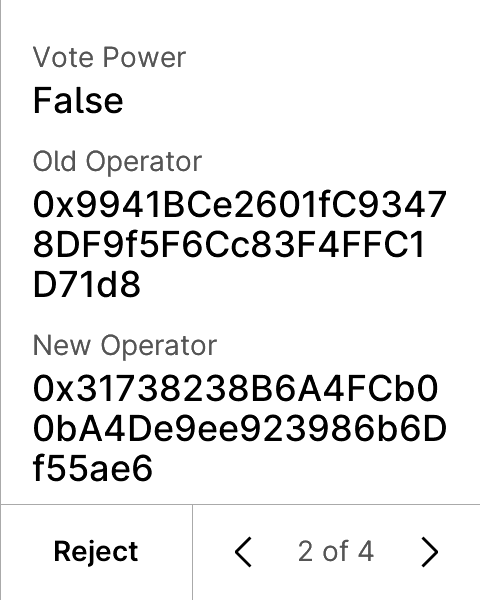 Vote Power
False
Old Operator
0x9941BCe2601fC9347
8DF9f5F6Cc83F4FFC1
D71d8
New Operator
0x31738238B6A4FCb0
0bA4De9ee923986b6D
f55ae6
Reject
2 of 4